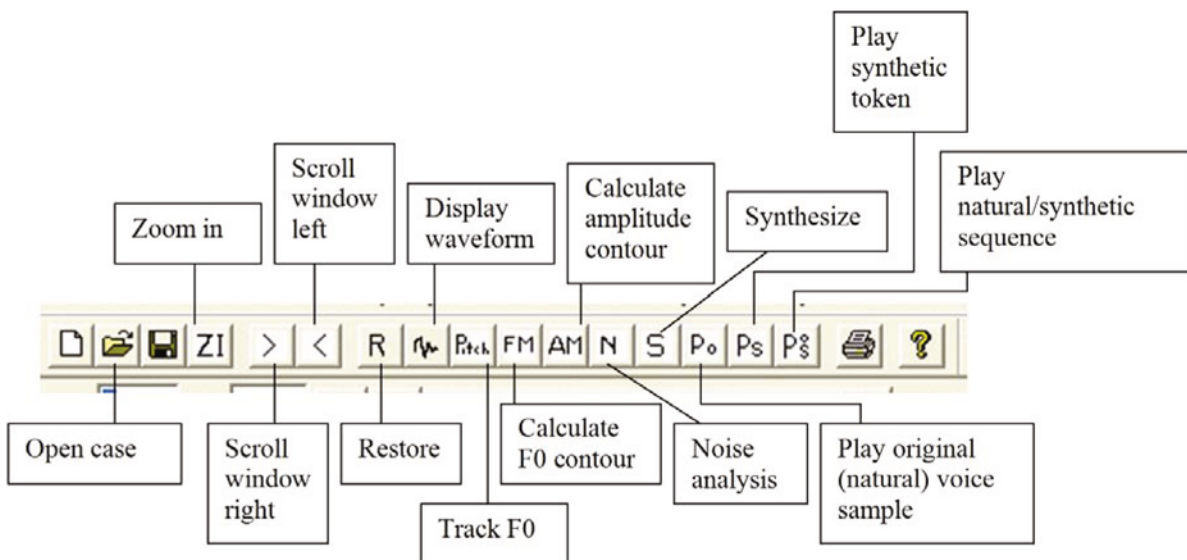 Play
synthetic
token
Scroll
window
left
Calculate
amplitude
contour
Play
natural/synthetic
sequence
Zoom in
Display
waveform
Synthesize
ZI > < R Pitch FM AM N S Po Ps Pos ?
Open case
Scroll
window
right
Restore
Calculate
F0 contour
Noise
analysis
Play original
(natural) voice
sample
Track F0